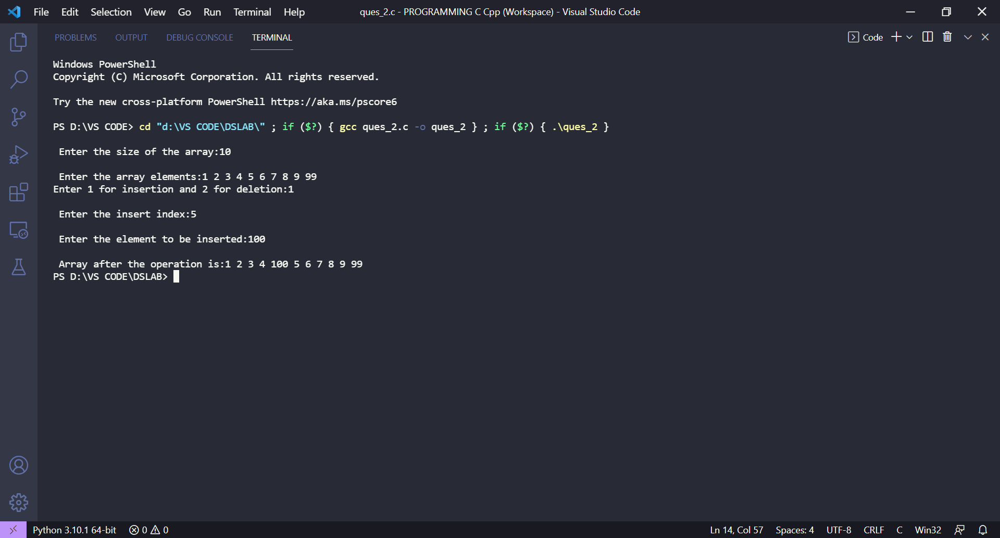 File Edit Selection View Go Run Terminal Help ques_2.c - PROGRAMMING C Cpp (Workspace) - Visual Studio Code
PROBLEMS OUTPUT DEBUG CONSOLE TERMINAL Code
Windows PowerShell
Copyright (C) Microsoft Corporation. All rights reserved.
Try the new cross-platform PowerShell https://aka.ms/pscore6
PS D:\VS CODE> cd "d:\VS CODE\DSLAB\" ; if ($?) { gcc ques_2.c -o ques_2 } ; if ($?) { .\ques_2 }
Enter the size of the array:10
Enter the array elements:1 2 3 4 5 6 7 8 9 99
Enter 1 for insertion and 2 for deletion:1
Enter the insert index:5
Enter the element to be inserted:100
Array after the operation is:1 2 3 4 100 5 6 7 8 9 99
PS D:\VS CODE\DSLAB>
Python 3.10.1 64-bit 0 0 Ln 14, Col 57 Spaces: 4 UTF-8 CRLF C Win32